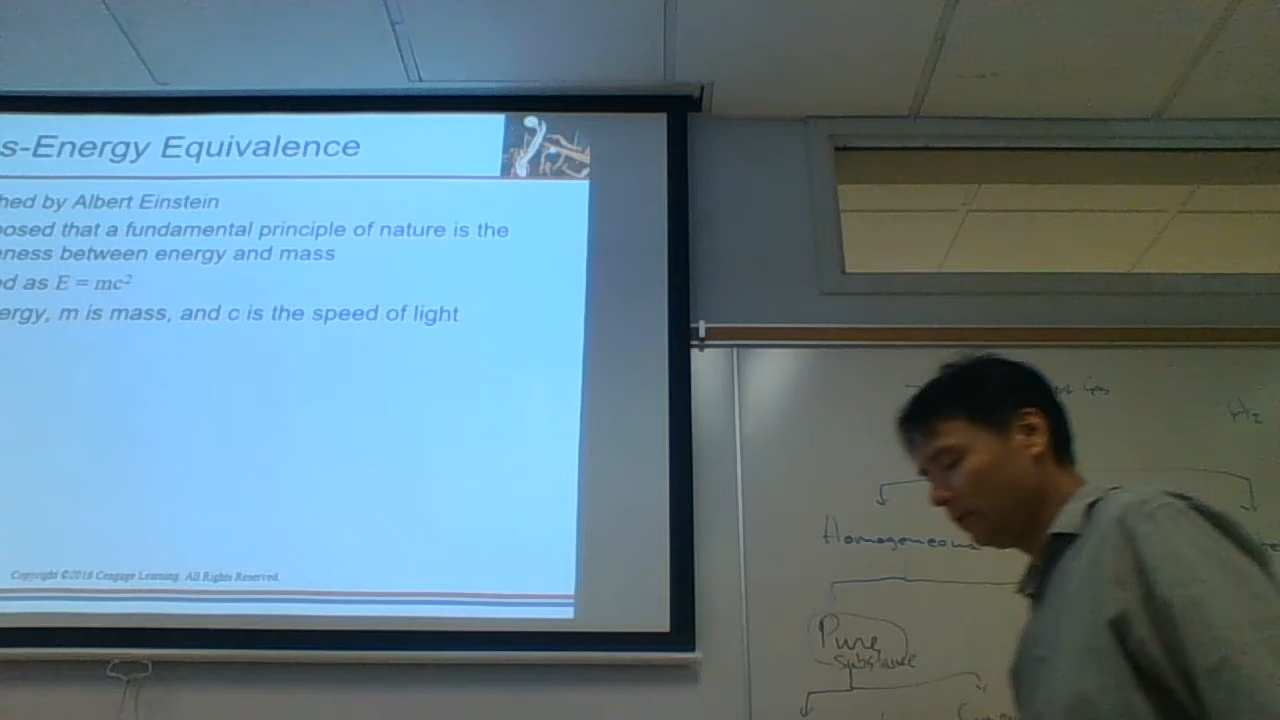 s-Energy Equivalence
hed by Albert Einstein
posed that a fundamental principle of nature is the
eness between energy and mass
ed as E = mc²
ergy, m is mass, and c is the speed of light
Copyright ©2016 Cengage Learning. All Rights Reserved.
H₂
Homogeneous
Pure
substance